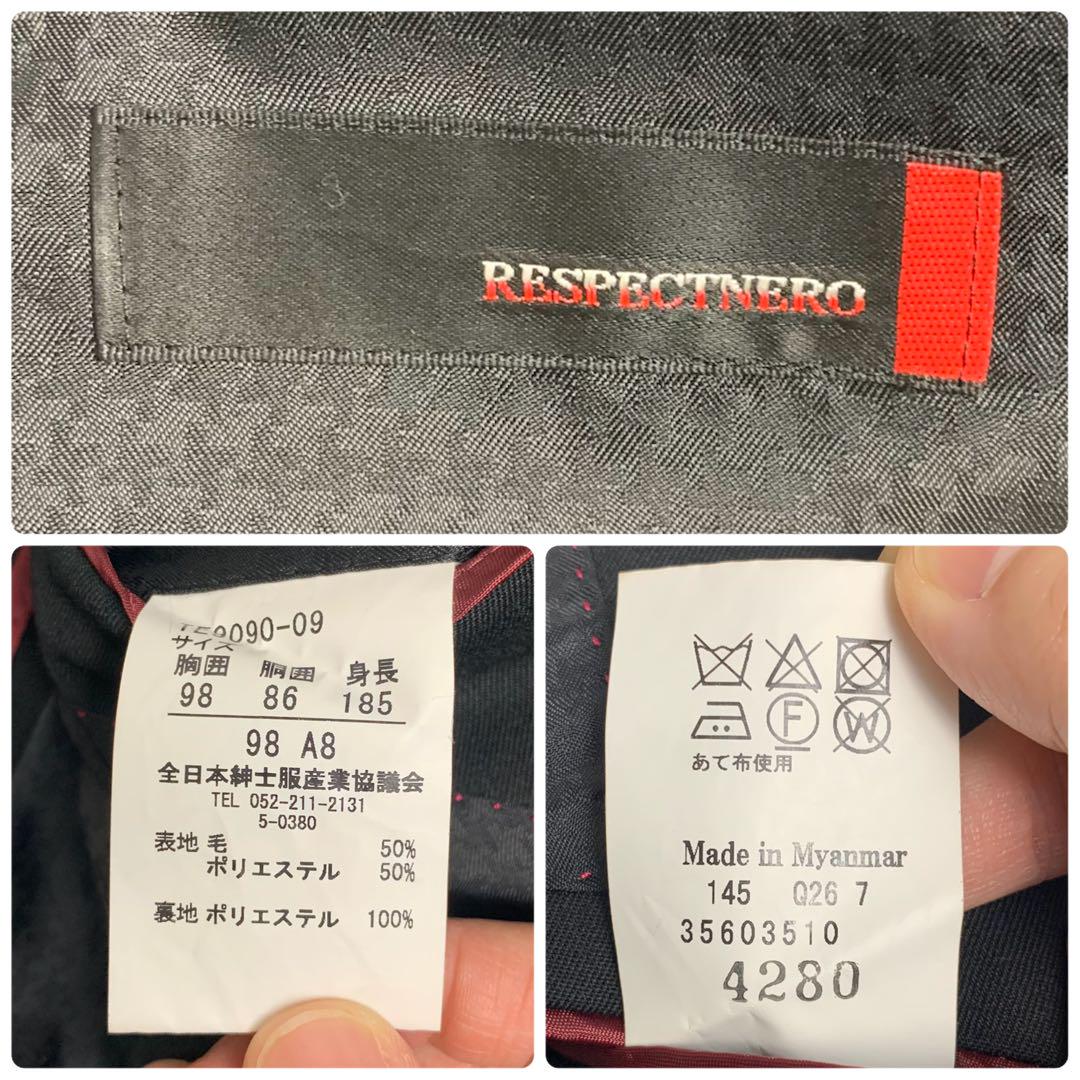 RESPECTNERO
9090-09
サイズ
胸囲 胴囲 身長
98 86 185
98 A8
全日本紳士服産業協議会
TEL 052-211-2131
5-0380
表地 毛 50%
ポリエステル 50%
裏地 ポリエステル 100%
F W
あて布使用
Made in Myanmar
145 Q26 7
35603510
4280